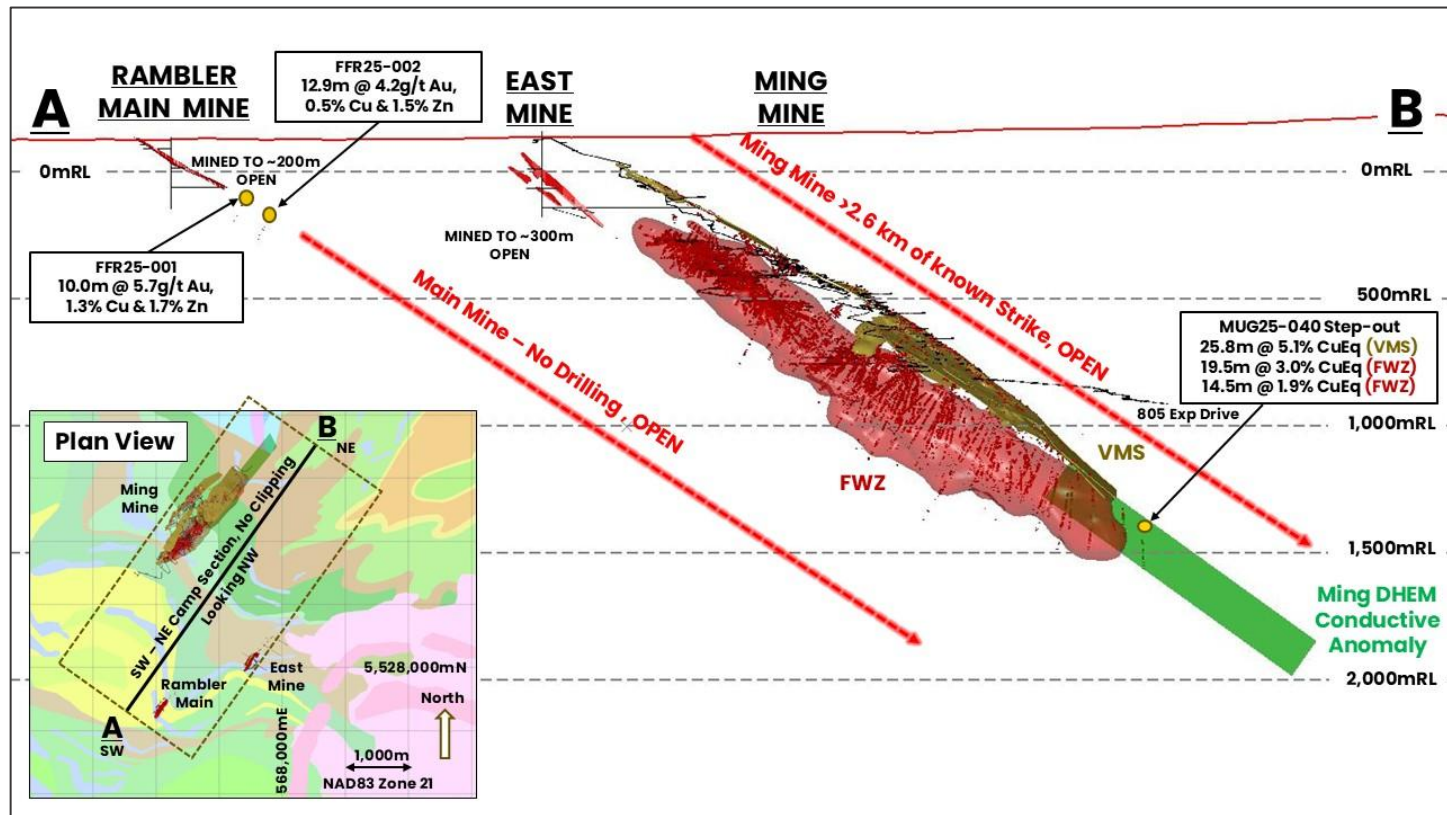 A
RAMBLER
MAIN MINE
FFR25-002
12.9m @ 4.2g/t Au,
0.5% Cu & 1.5% Zn
EAST
MINE
MING
MINE
B
0mRL
MINED TO ~200m
OPEN
0mRL
FFR25-001
10.0m @ 5.7g/t Au,
1.3% Cu & 1.7% Zn
MINED TO ~300m
OPEN
Ming Mine >2.6 km of known Strike, OPEN
Main Mine – No Drilling, OPEN
500mRL
MUG25-040 Step-out
25.8m @ 5.1% CuEq (VMS)
19.5m @ 3.0% CuEq (FWZ)
14.5m @ 1.9% CuEq (FWZ)
805 Exp Drive
1,000mRL
VMS
FWZ
1,500mRL
Ming DHEM
Conductive
Anomaly
2,000mRL
Plan View
B
NE
Ming
Mine
SW – NE Camp Section, No Clipping
Looking NW
East
Mine
5,528,000mN
Rambler
Main
North
A
SW
568,000mE
1,000m
NAD83 Zone 21